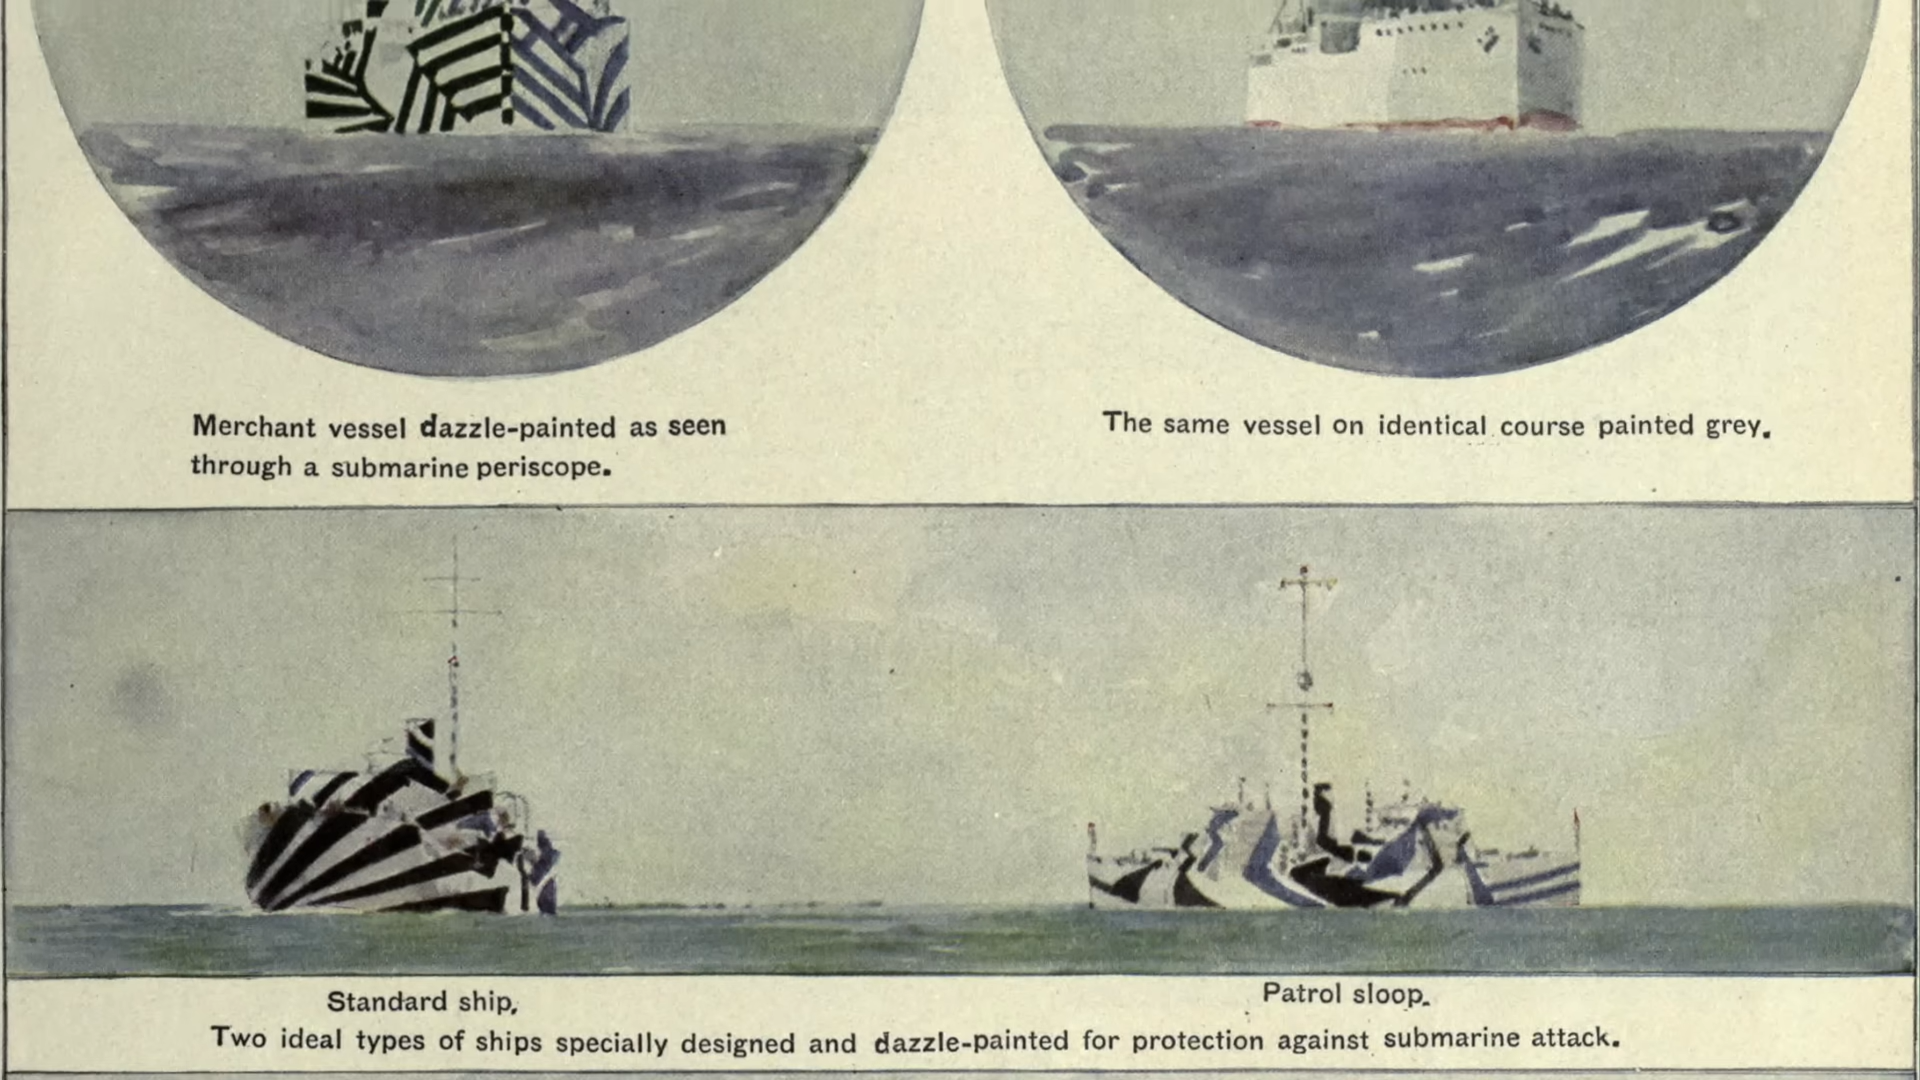 Merchant vessel dazzle-painted as seen
through a submarine periscope.
The same vessel on identical course painted grey.
Standard ship.
Patrol sloop.
Two ideal types of ships specially designed and dazzle-painted for protection against submarine attack.